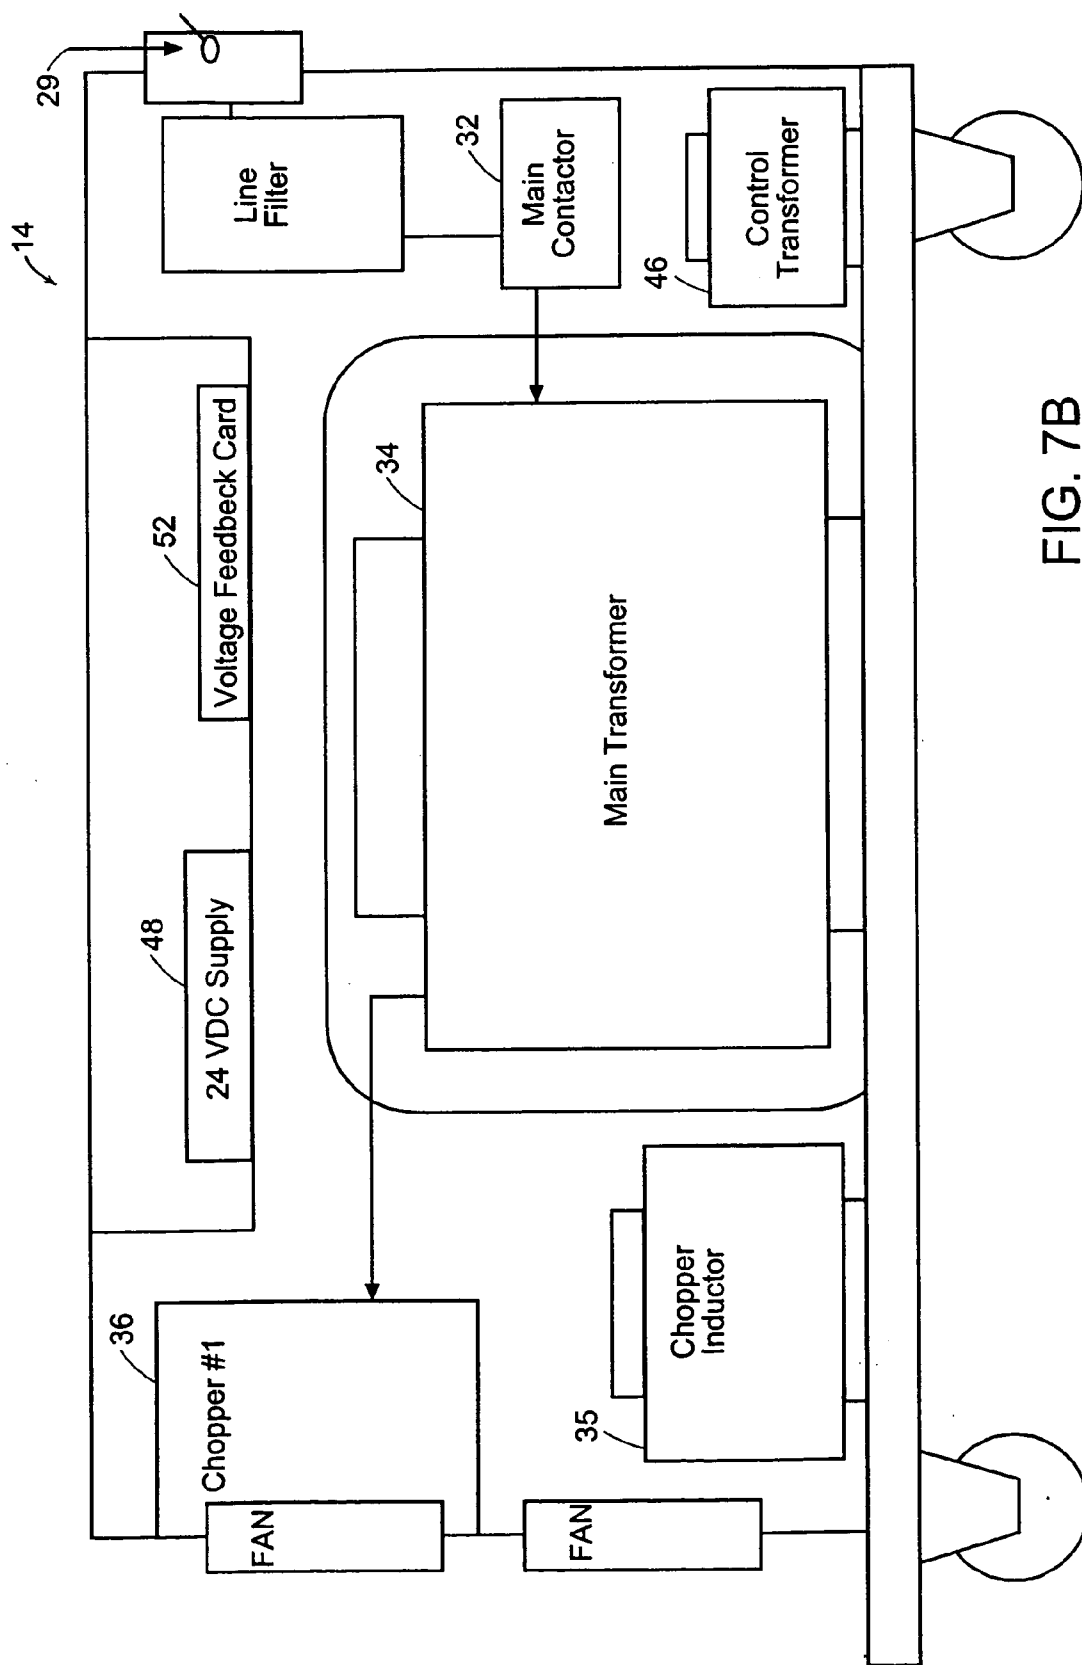 14
29
36
Chopper #1
FAN
FAN
48
24 VDC Supply
52
Voltage Feedbeck Card
Line
Filter
32
Main
Contactor
34
Main Transformer
35
Chopper
Inductor
46
Control
Transformer
FIG. 7B